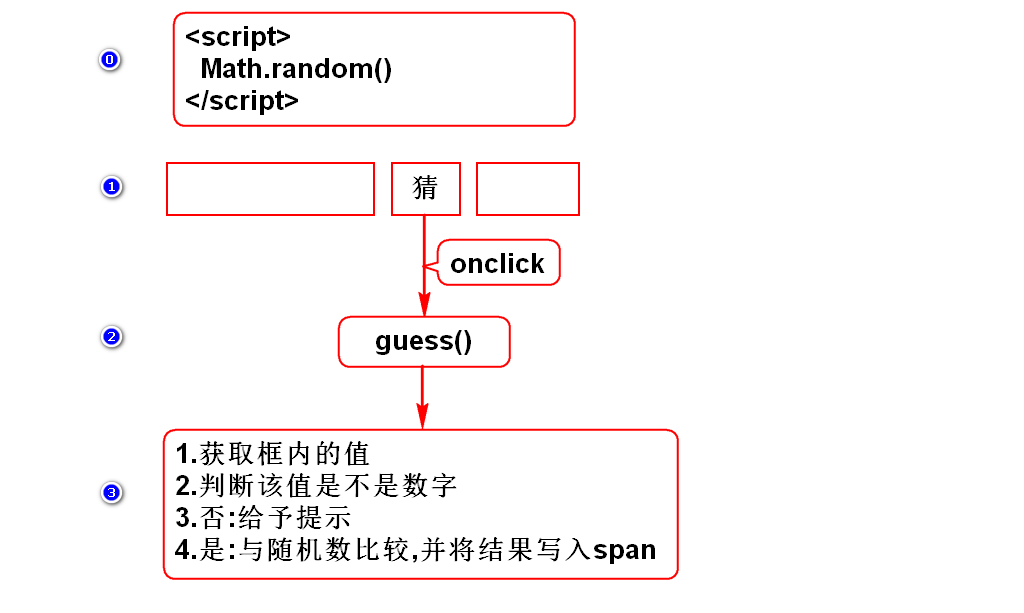 0
<script>
Math.random()
</script>
1
猜
onclick
2
guess()
3
1.获取框内的值
2.判断该值是不是数字
3.否:给予提示
4.是:与随机数比较,并将结果写入span